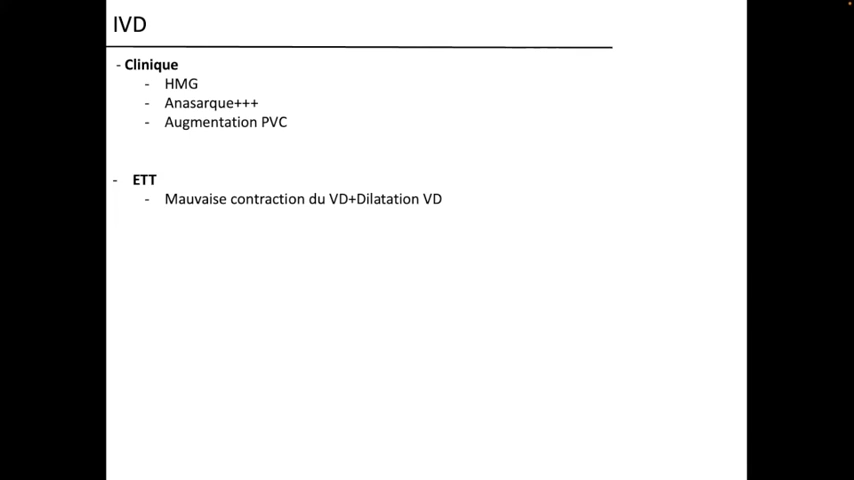 IVD
- Clinique
- HMG
- Anasarque+++
- Augmentation PVC
- ETT
- Mauvaise contraction du VD+Dilatation VD